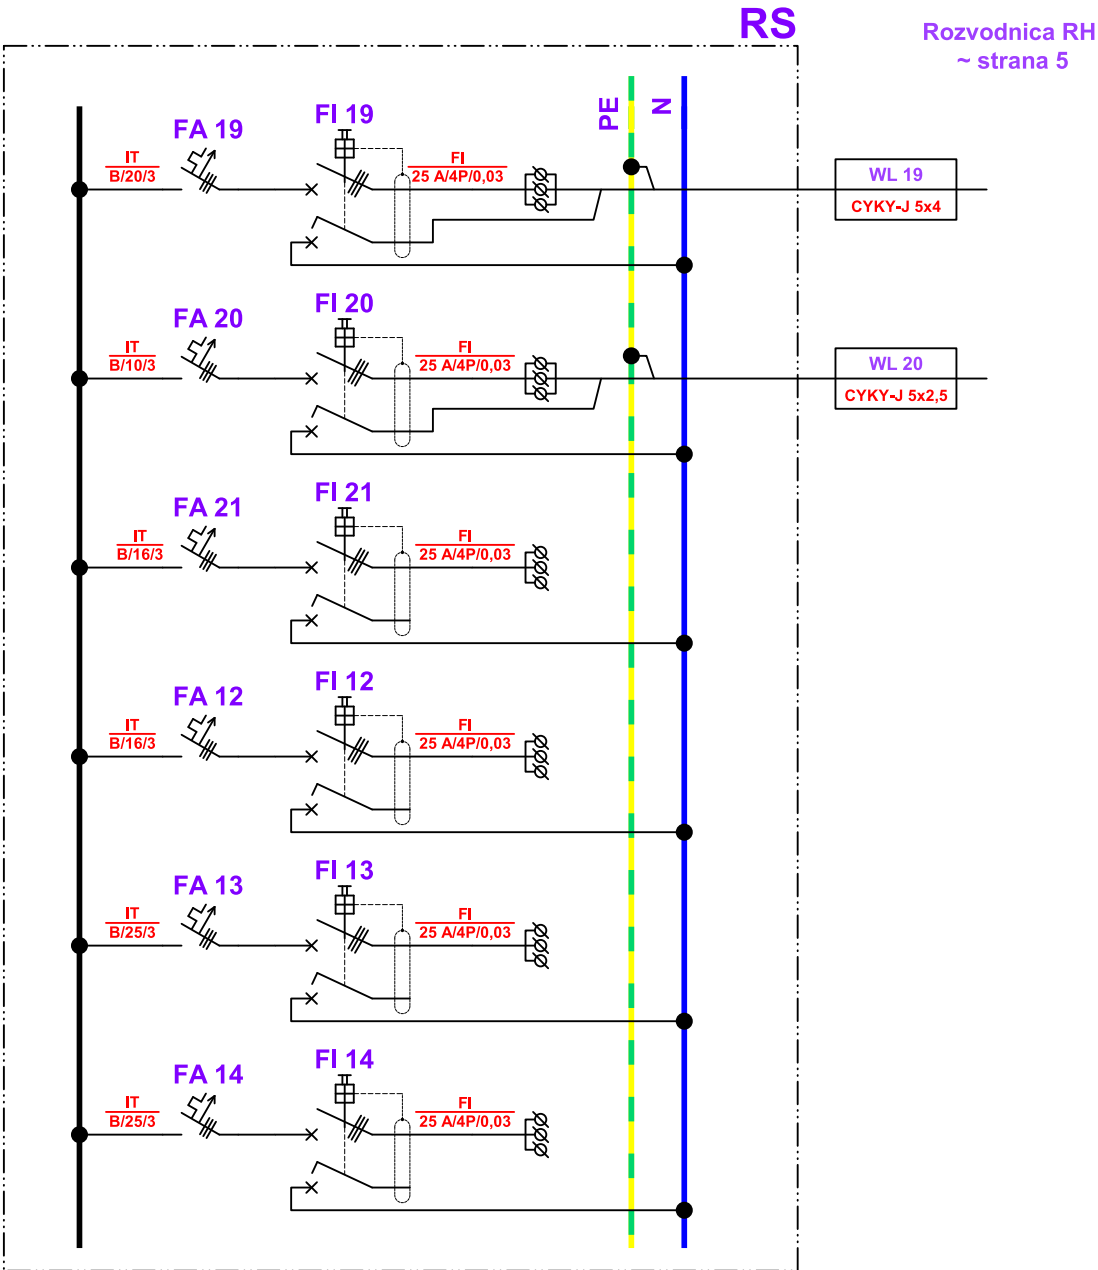 RS
Rozvodnica RH
~ strana 5
PE
N
FA 19
FI 19
IT
B/20/3
FI
25 A/4P/0,03
WL 19
CYKY-J 5x4
FA 20
FI 20
IT
B/10/3
FI
25 A/4P/0,03
WL 20
CYKY-J 5x2,5
FA 21
FI 21
IT
B/16/3
FI
25 A/4P/0,03
FA 12
FI 12
IT
B/16/3
FI
25 A/4P/0,03
FA 13
FI 13
IT
B/25/3
FI
25 A/4P/0,03
FA 14
FI 14
IT
B/25/3
FI
25 A/4P/0,03